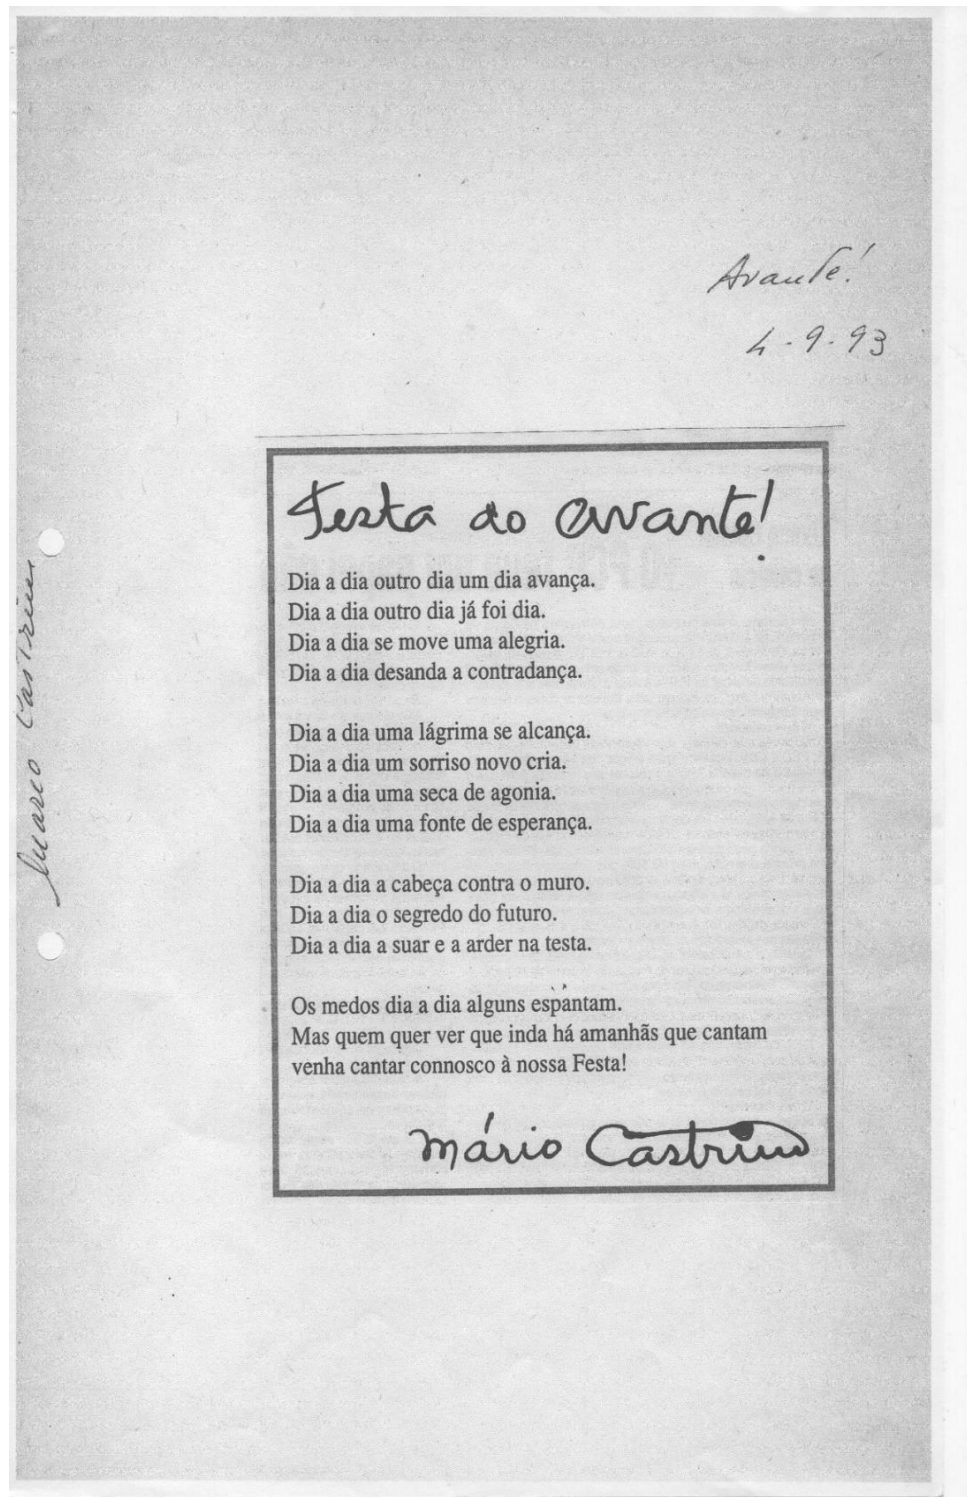 Avante!
4-9-93
Festa do Avante!
Dia a dia outro dia um dia avança.
Dia a dia outro dia já foi dia.
Dia a dia se move uma alegria.
Dia a dia desanda a contradança.
Dia a dia uma lágrima se alcança.
Dia a dia um sorriso novo cria.
Dia a dia uma seca de agonia.
Dia a dia uma fonte de esperança.
Dia a dia a cabeça contra o muro.
Dia a dia o segredo do futuro.
Dia a dia a suar e a arder na testa.
Os medos dia a dia alguns espantam.
Mas quem quer ver que inda há amanhãs que cantam
venha cantar connosco à nossa Festa!
Mário Castrim
Mario Castrim